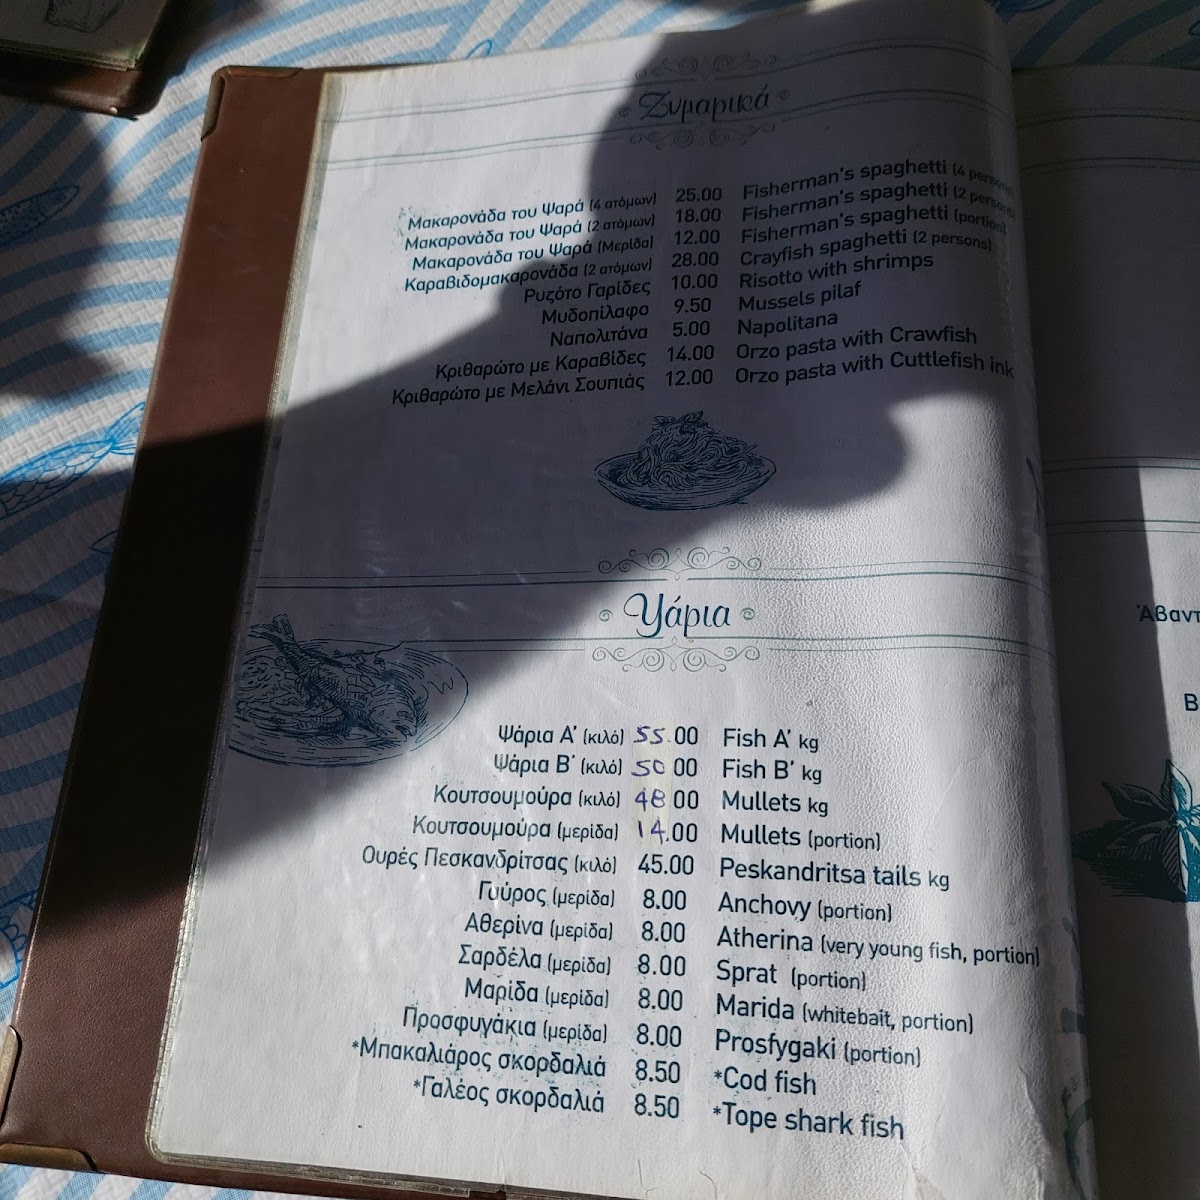 Ζυμαρικά
Μακαρονάδα του Ψαρά (4 ατόμων) 25.00 Fisherman's spaghetti (4 persons)
Μακαρονάδα του Ψαρά (2 ατόμων) 18.00 Fisherman's spaghetti (2 persons)
Μακαρονάδα του Ψαρά (Μερίδα) 12.00 Fisherman's spaghetti (portion)
Καραβιδομακαρονάδα (2 ατόμων) 28.00 Crayfish spaghetti (2 persons)
Ρυζότο Γαρίδες 10.00 Risotto with shrimps
Μυδοπίλαφο 9.50 Mussels pilaf
Ναπολιτάνα 5.00 Napolitana
Κριθαρώτο με Καραβίδες 14.00 Orzo pasta with Crawfish
Κριθαρώτο με Μελάνι Σουπιάς 12.00 Orzo pasta with Cuttlefish ink
Ψάρια
Ψάρια Α' (κιλό) 55.00 Fish A' kg
Ψάρια Β' (κιλό) 50 00 Fish B' kg
Κουτσουμούρα (κιλό) 48 00 Mullets kg
Κουτσουμούρα (μερίδα) 14.00 Mullets (portion)
Ουρές Πεσκανδρίτσας (κιλό) 45.00 Peskandritsa tails kg
Γαύρος (μερίδα) 8.00 Anchovy (portion)
Αθερίνα (μερίδα) 8.00 Atherina (very young fish, portion)
Σαρδέλα (μερίδα) 8.00 Sprat (portion)
Μαρίδα (μερίδα) 8.00 Marida (whitebait, portion)
Προσφυγάκια (μερίδα) 8.00 Prosfygaki (portion)
*Μπακαλιάρος σκορδαλιά 8.50 *Cod fish
*Γαλέος σκορδαλιά 8.50 *Tope shark fish